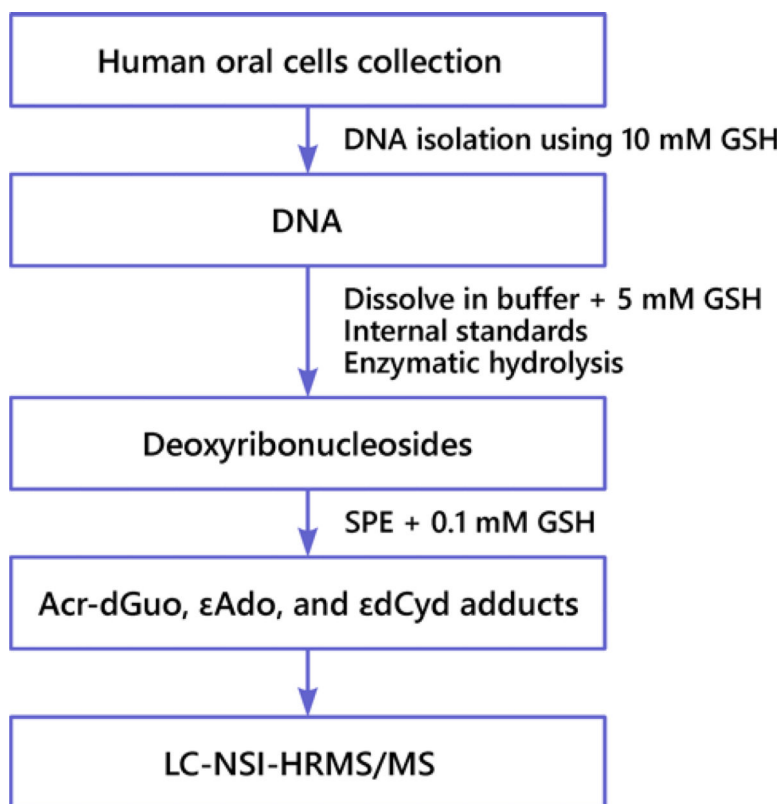 Human oral cells collection
DNA isolation using 10 mM GSH
DNA
Dissolve in buffer + 5 mM GSH
Internal standards
Enzymatic hydrolysis
Deoxyribonucleosides
SPE + 0.1 mM GSH
Acr-dGuo, εAdo, and εdCyd adducts
LC-NSI-HRMS/MS